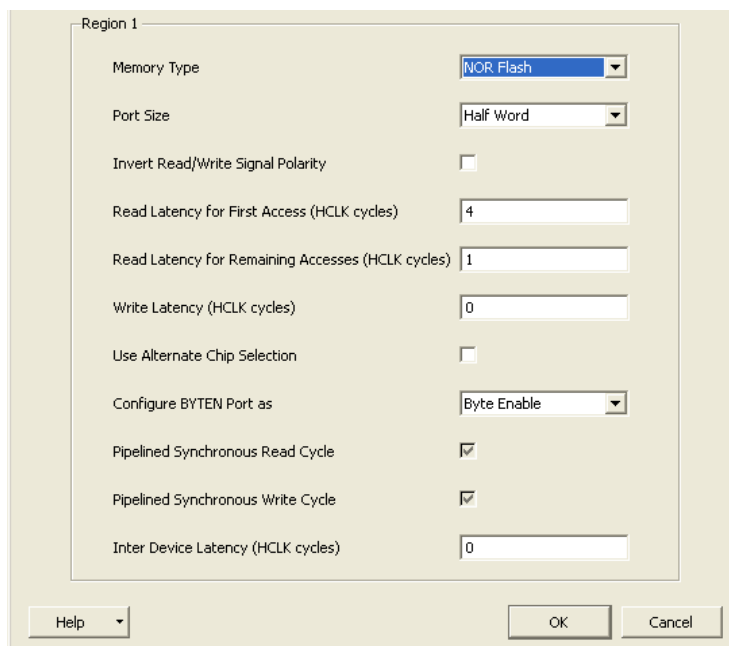 Region 1
Memory Type NOR Flash
Port Size Half Word
Invert Read/Write Signal Polarity
Read Latency for First Access (HCLK cycles) 4
Read Latency for Remaining Accesses (HCLK cycles) 1
Write Latency (HCLK cycles) 0
Use Alternate Chip Selection
Configure BYTEN Port as Byte Enable
Pipelined Synchronous Read Cycle
Pipelined Synchronous Write Cycle
Inter Device Latency (HCLK cycles) 0
Help OK Cancel